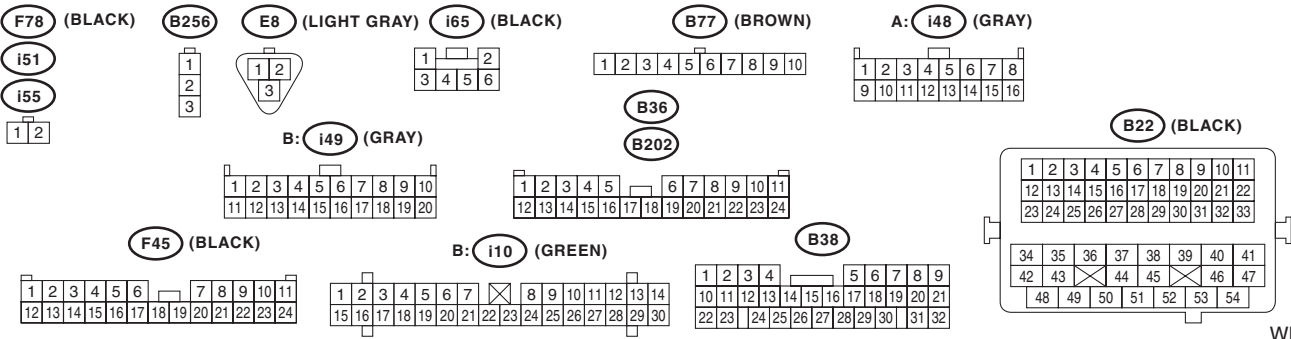 F78 (BLACK)
i51
i55
1 2
B256
1
2
3
E8 (LIGHT GRAY)
1 2
3
i65 (BLACK)
1 2
3 4 5 6
B77 (BROWN)
1 2 3 4 5 6 7 8 9 10
A: i48 (GRAY)
1 2 3 4 5 6 7 8
9 10 11 12 13 14 15 16
B: i49 (GRAY)
1 2 3 4 5 6 7 8 9 10
11 12 13 14 15 16 17 18 19 20
B36
B202
1 2 3 4 5 6 7 8 9 10 11
12 13 14 15 16 17 18 19 20 21 22 23 24
B22 (BLACK)
1 2 3 4 5 6 7 8 9 10 11
12 13 14 15 16 17 18 19 20 21 22
23 24 25 26 27 28 29 30 31 32 33
34 35 36 37 38 39 40 41
42 43 44 45 46 47
48 49 50 51 52 53 54
F45 (BLACK)
1 2 3 4 5 6 7 8 9 10 11
12 13 14 15 16 17 18 19 20 21 22 23 24
B: i10 (GREEN)
1 2 3 4 5 6 7 8 9 10 11 12 13 14
15 16 17 18 19 20 21 22 23 24 25 26 27 28 29 30
B38
1 2 3 4 5 6 7 8 9
10 11 12 13 14 15 16 17 18 19 20 21
22 23 24 25 26 27 28 29 30 31 32